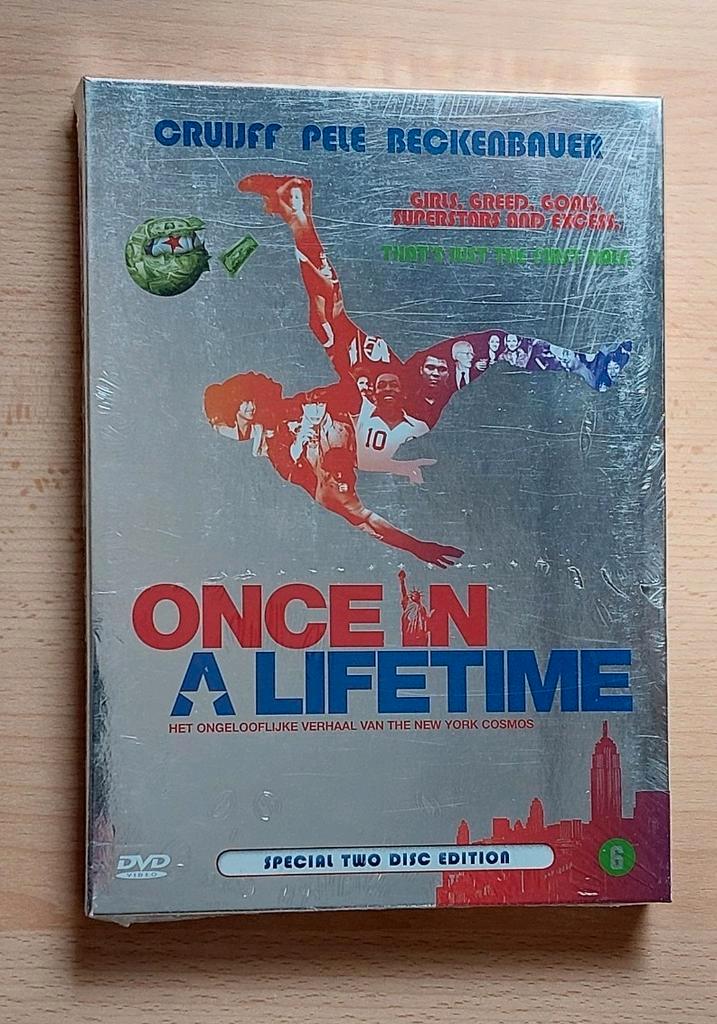 CRUIJFF PELE BECKENBAUER
GIRLS. GREED. GOALS.
SUPERSTARS AND EXCESS.
THAT'S JUST THE FIRST HALF.
10
ONCE IN
A LIFETIME
HET ONGELOOFLIJKE VERHAAL VAN THE NEW YORK COSMOS
DVD
VIDEO
SPECIAL TWO DISC EDITION
6